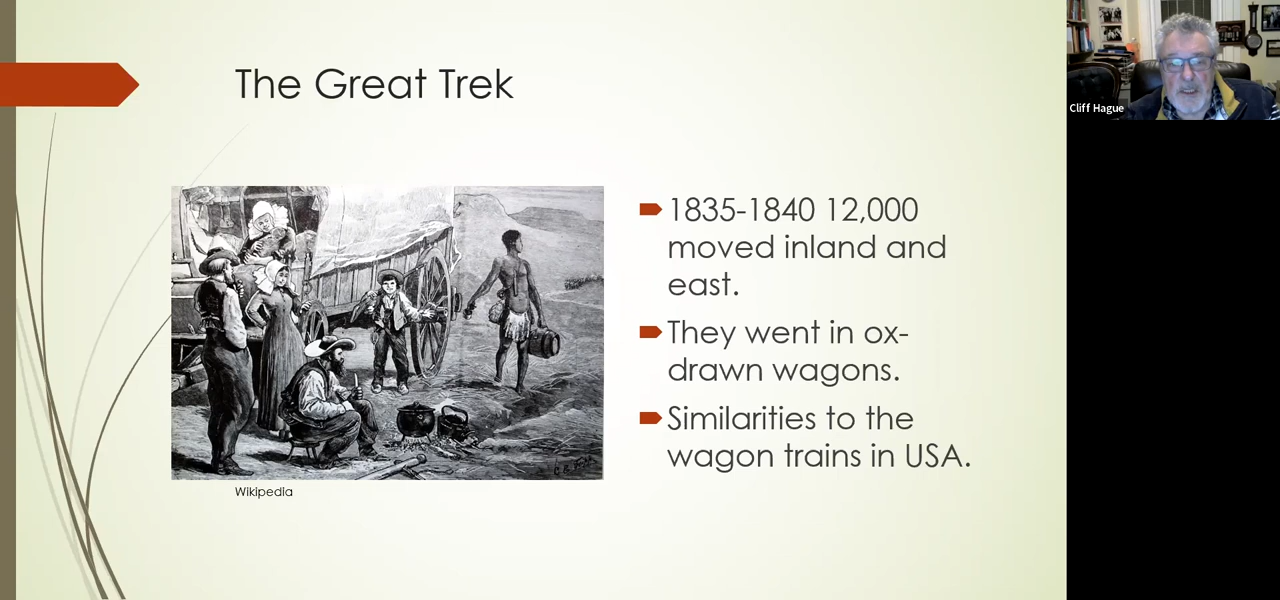 The Great Trek
Cliff Hague
1835-1840 12,000
moved inland and
east.
They went in ox-
drawn wagons.
Similarities to the
wagon trains in USA.
Wikipedia